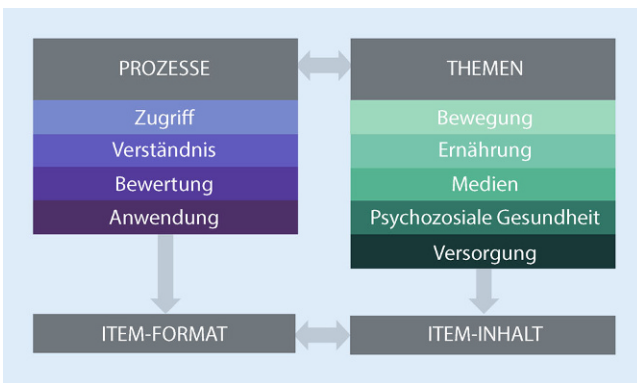 PROZESSE
Zugriff
Verständnis
Bewertung
Anwendung
THEMEN
Bewegung
Ernährung
Medien
Psychozosiale Gesundheit
Versorgung
ITEM-FORMAT
ITEM-INHALT